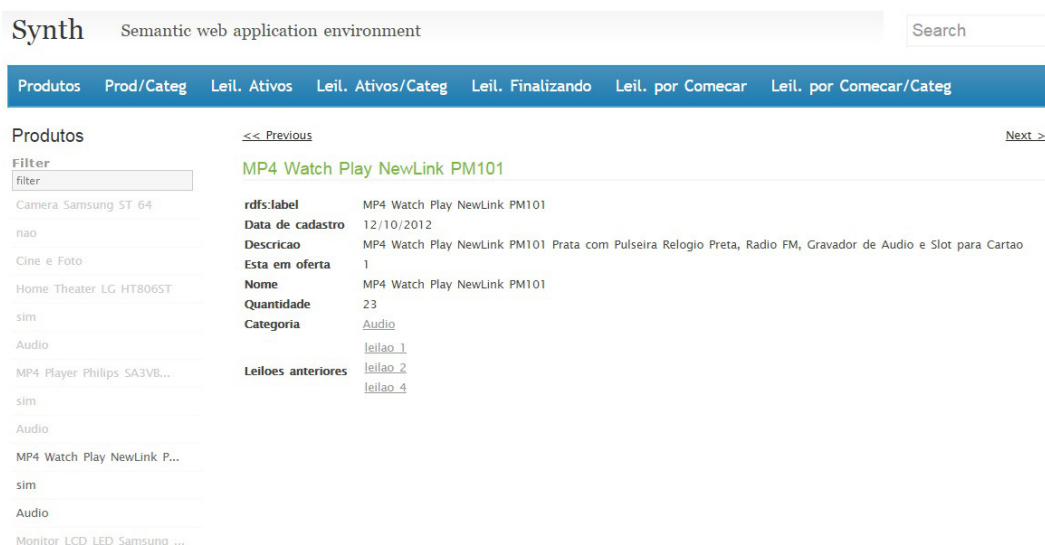 Synth Semantic web application environment Search
Produtos Prod/Categ Leil. Ativos Leil. Ativos/Categ Leil. Finalizando Leil. por Comecar Leil. por Comecar/Categ
Produtos
Filter
filter
Camera Samsung ST 64
nao
Cine e Foto
Home Theater LG HT806ST
sim
Audio
MP4 Player Philips SA3VB...
sim
Audio
MP4 Watch Play NewLink P...
sim
Audio
Monitor LCD LED Samsung ...
<< Previous Next >
MP4 Watch Play NewLink PM101
rdfs:label MP4 Watch Play NewLink PM101
Data de cadastro 12/10/2012
Descricao MP4 Watch Play NewLink PM101 Prata com Pulseira Relogio Preta, Radio FM, Gravador de Audio e Slot para Cartao
Esta em oferta 1
Nome MP4 Watch Play NewLink PM101
Quantidade 23
Categoria Audio
Leiloes anteriores leilao 1
leilao 2
leilao 4